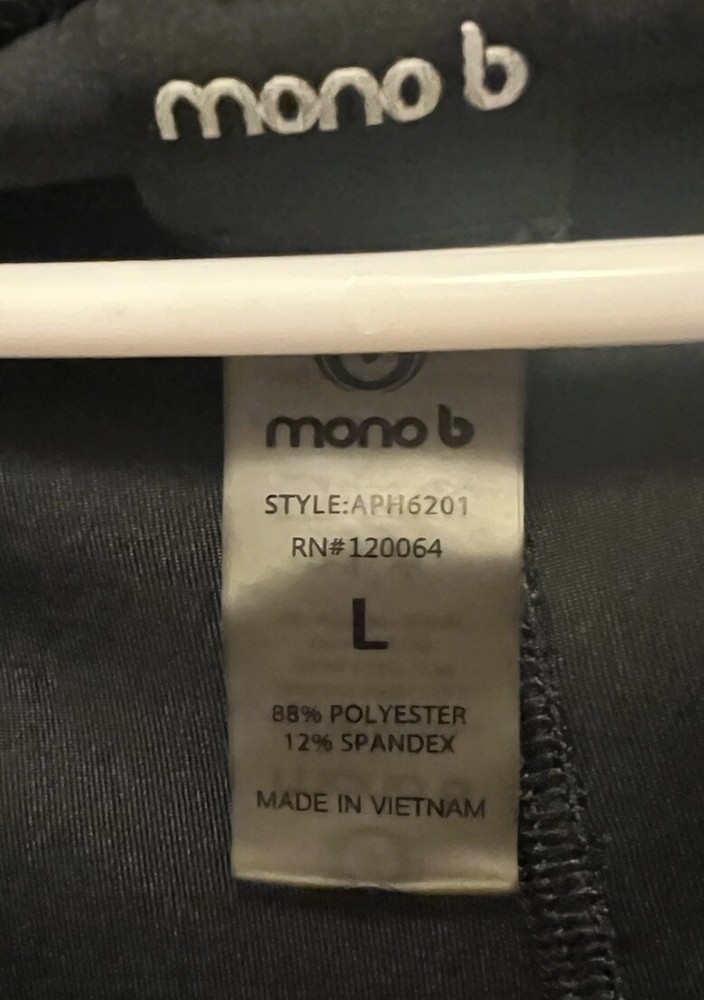 mono b
mono b
STYLE:APH6201
RN#120064
L
88% POLYESTER
12% SPANDEX
MADE IN VIETNAM